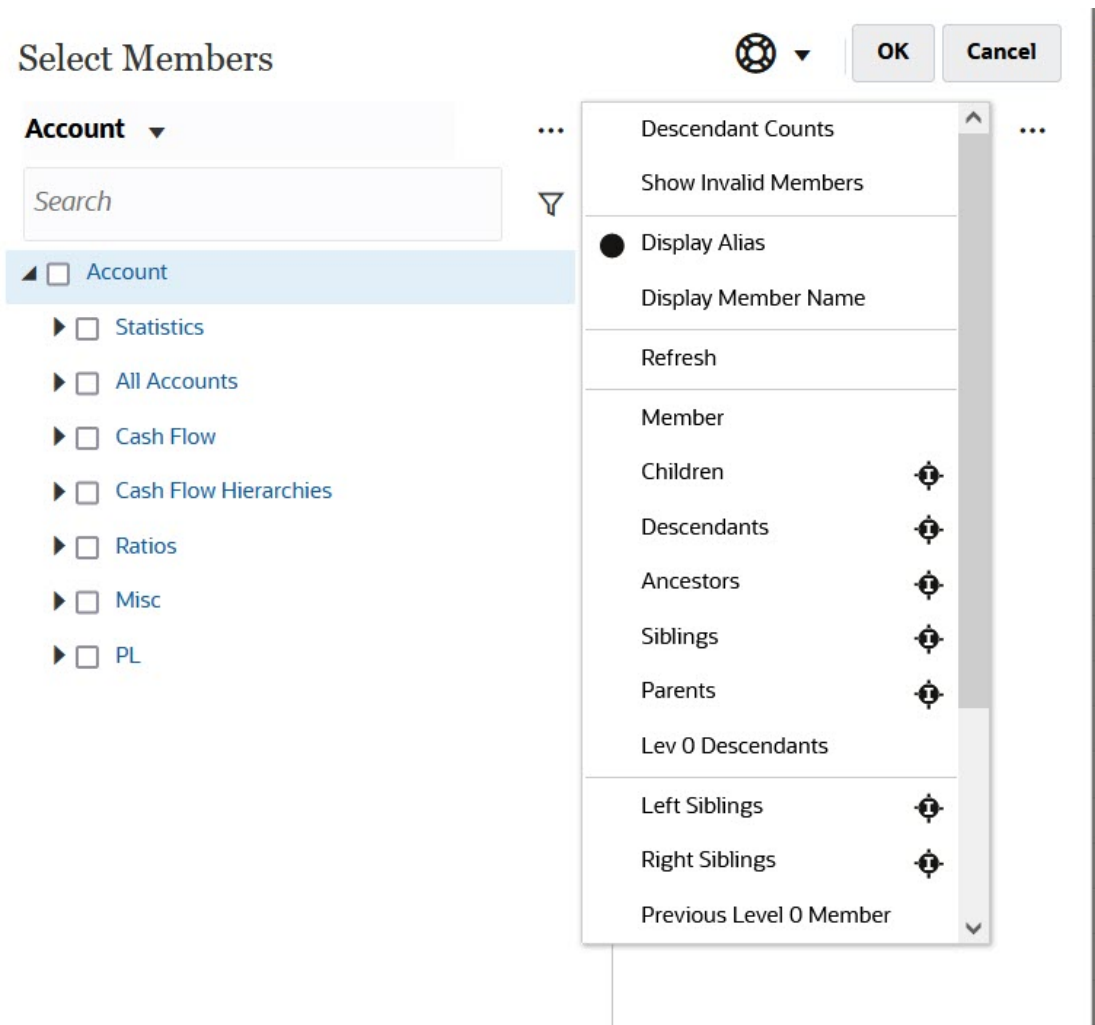 Select Members
OK
Cancel
Account
...
Search
Account
Statistics
All Accounts
Cash Flow
Cash Flow Hierarchies
Ratios
Misc
PL
Descendant Counts
Show Invalid Members
Display Alias
Display Member Name
Refresh
Member
Children
Descendants
Ancestors
Siblings
Parents
Lev 0 Descendants
Left Siblings
Right Siblings
Previous Level 0 Member
...